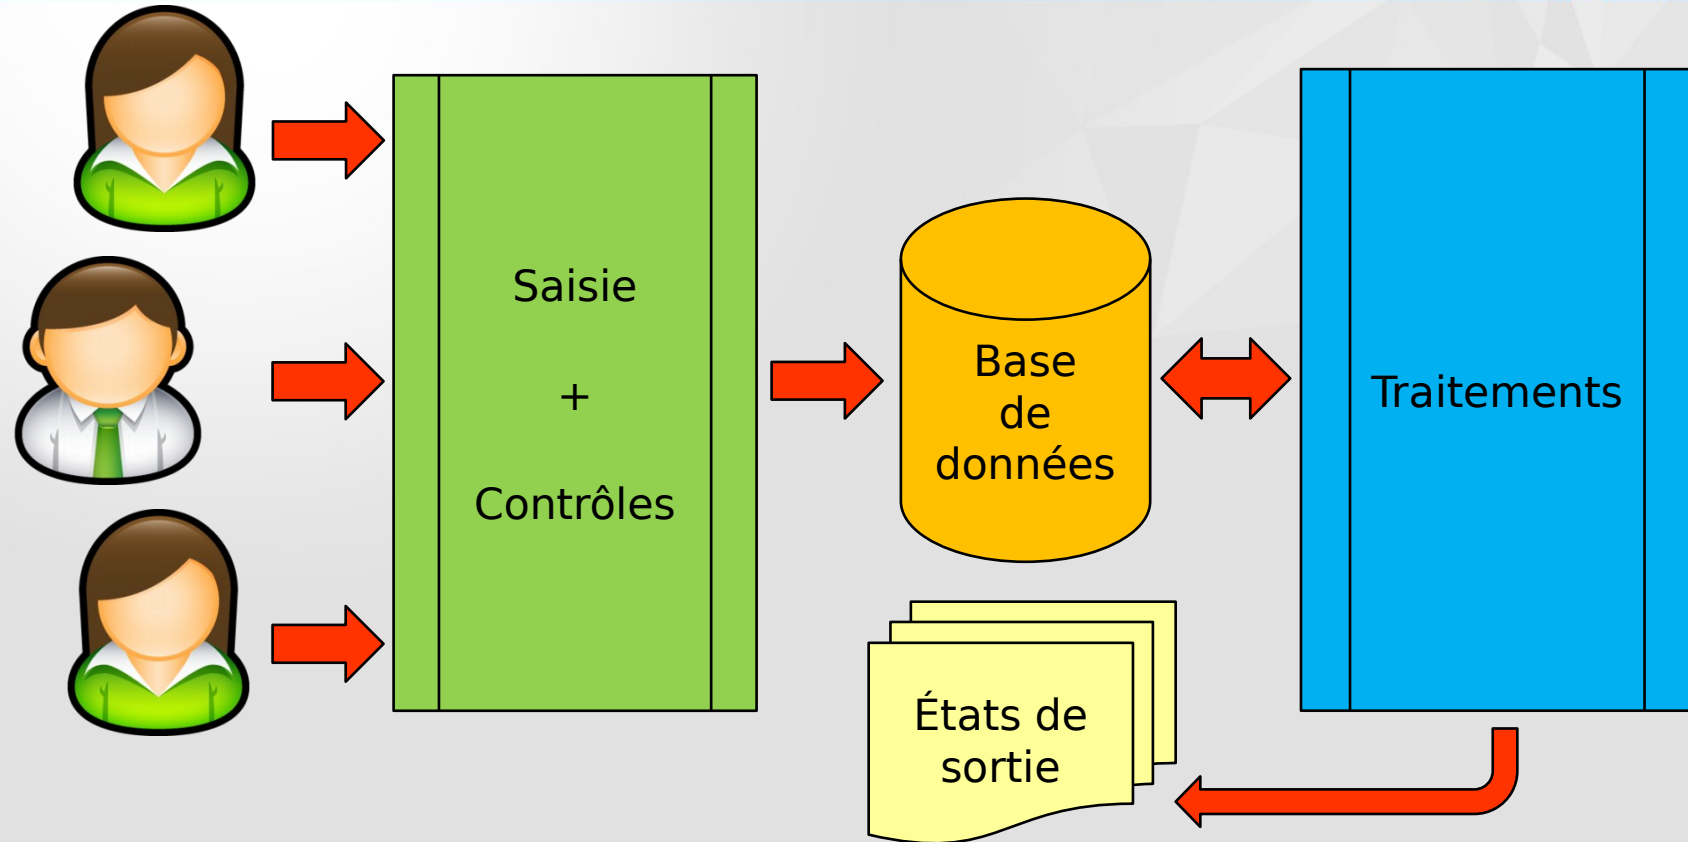 Saisie
+
Contrôles
Base
de
données
Traitements
États de
sortie